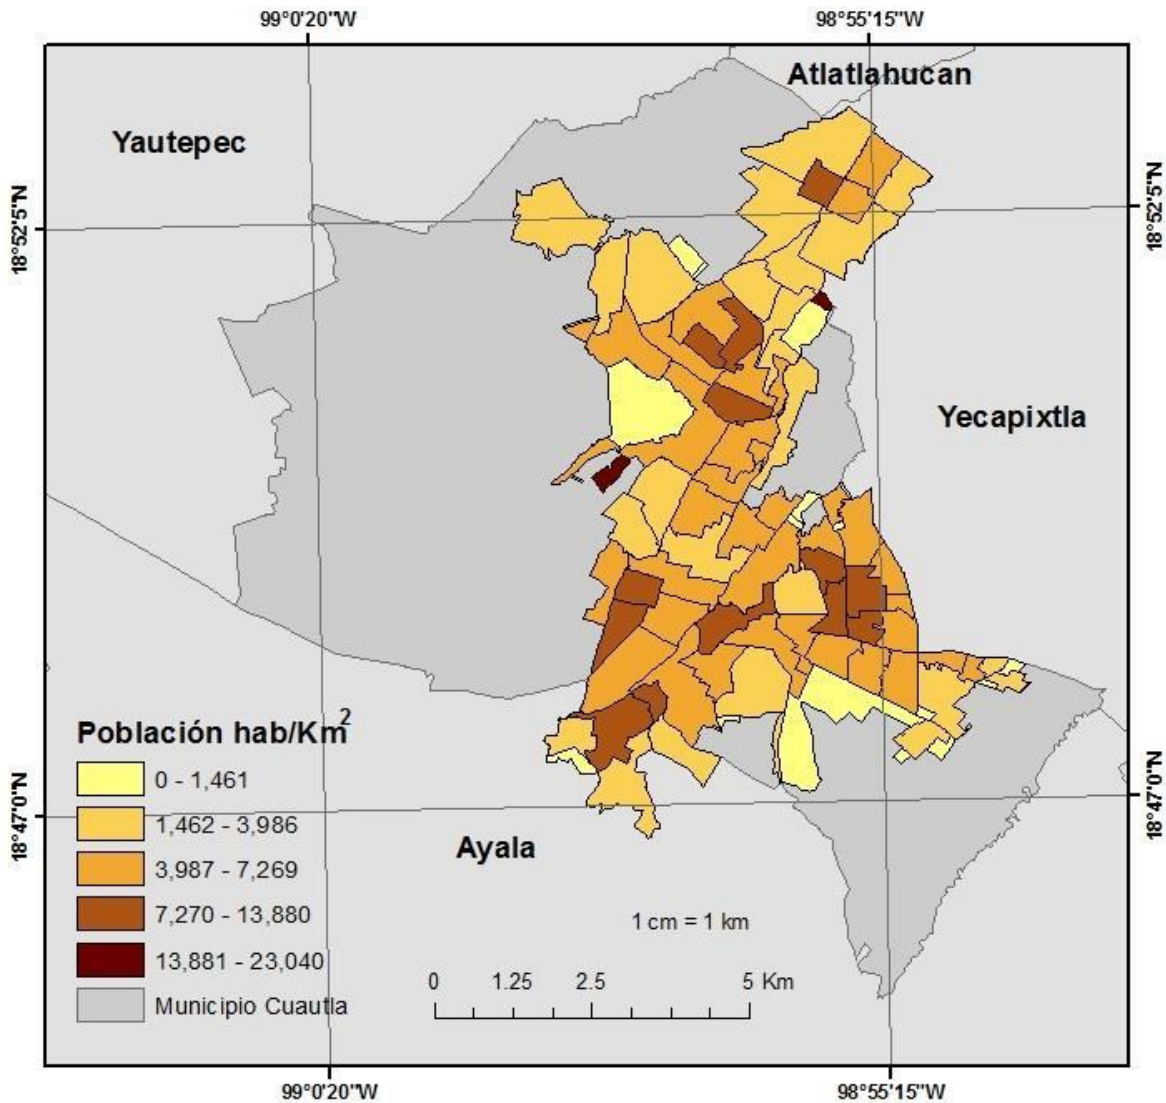 99°0'20"W 98°55'15"W
Atlatlahucan
Yautepec
18°52'5"N 18°52'5"N
Yecapixtla
Población hab/Km2
0 - 1,461
1,462 - 3,986
3,987 - 7,269
7,270 - 13,880
13,881 - 23,040
Municipio Cuautla
18°47'0"N 18°47'0"N
Ayala
1 cm = 1 km
0 1.25 2.5 5 Km
99°0'20"W 98°55'15"W